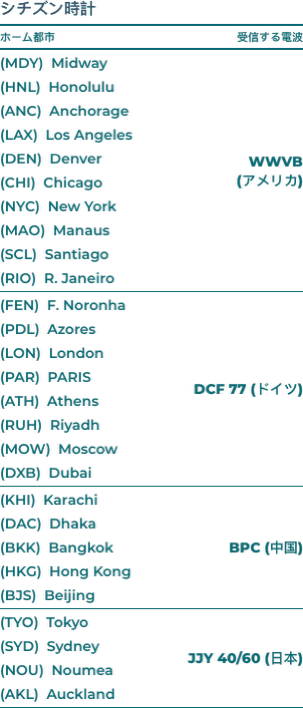 シチズン時計
ホーム都市 受信する電波
(MDY) Midway
(HNL) Honolulu
(ANC) Anchorage
(LAX) Los Angeles
(DEN) Denver
WWVB
(アメリカ)
(CHI) Chicago
(NYC) New York
(MAO) Manaus
(SCL) Santiago
(RIO) R. Janeiro
(FEN) F. Noronha
(PDL) Azores
(LON) London
(PAR) PARIS
DCF 77 (ドイツ)
(ATH) Athens
(RUH) Riyadh
(MOW) Moscow
(DXB) Dubai
(KHI) Karachi
(DAC) Dhaka
(BKK) Bangkok BPC (中国)
(HKG) Hong Kong
(BJS) Beijing
(TYO) Tokyo
(SYD) Sydney
JJY 40/60 (日本)
(NOU) Noumea
(AKL) Auckland